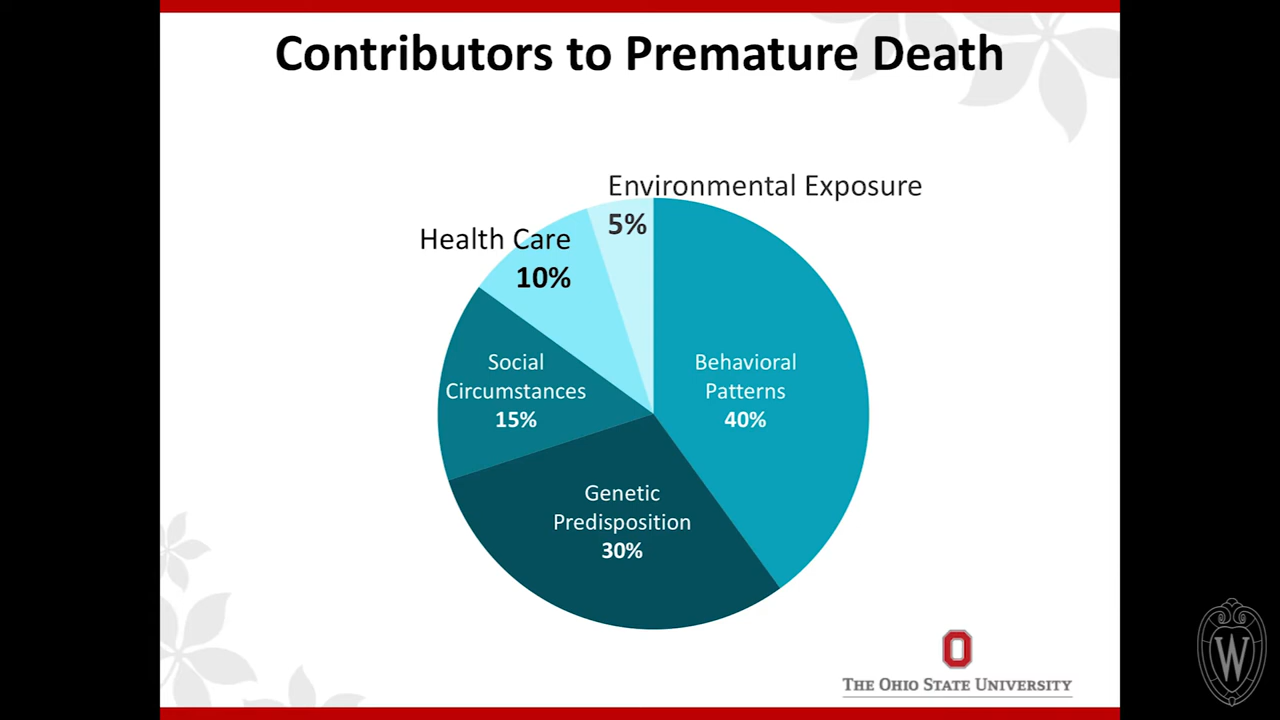 Contributors to Premature Death
Environmental Exposure
5%
Health Care
10%
Social
Circumstances
15%
Behavioral
Patterns
40%
Genetic
Predisposition
30%
O
THE OHIO STATE UNIVERSITY
W